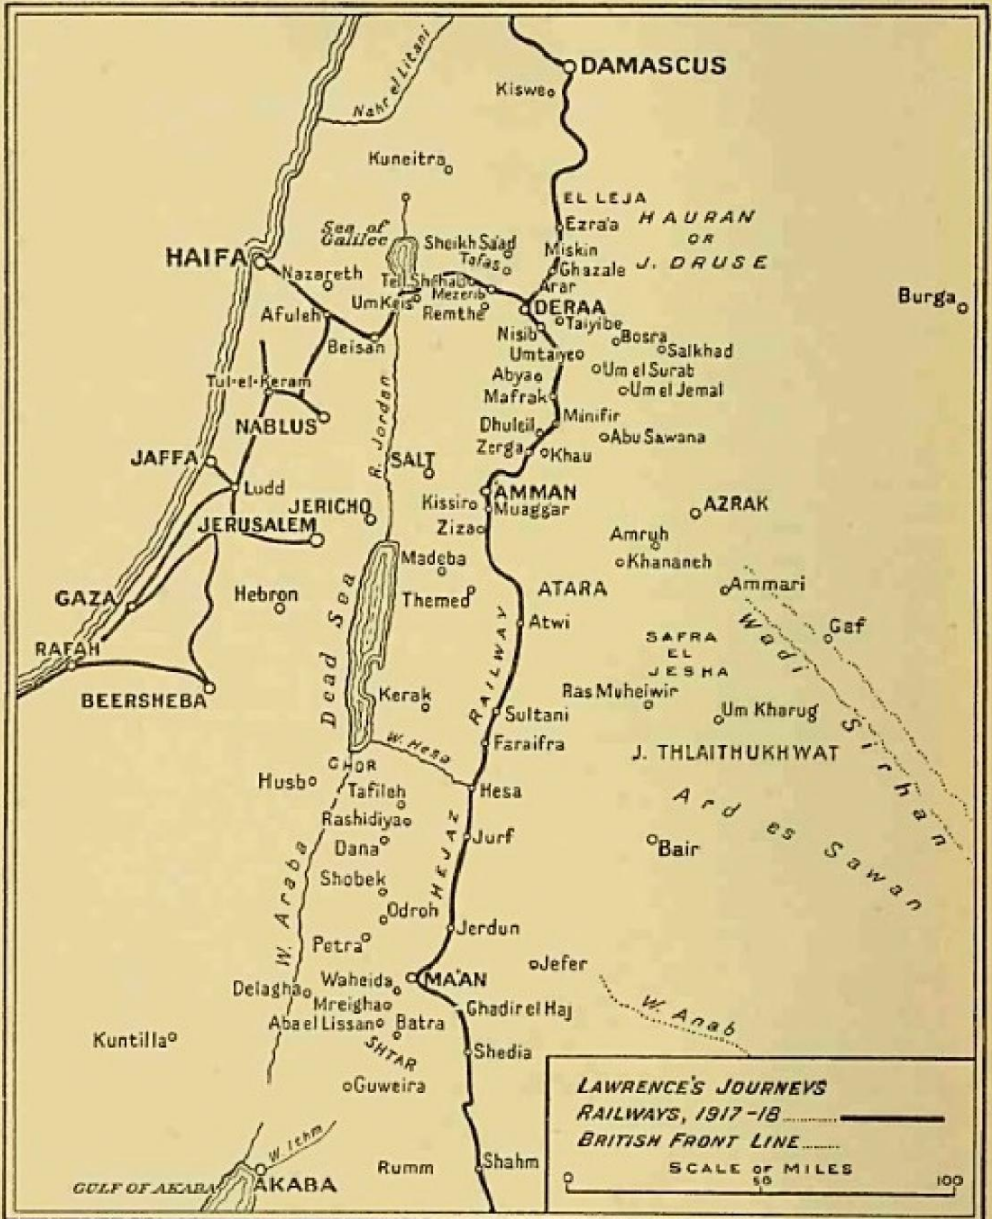 DAMASCUS
Kisweo
Nahr el Litani
Kuneitra
EL LEJA
HAURAN
OR
J. DRUSE
Ezra'a
Sea of
Galilee
Sheikh Sa'ad
Tafas
Miskin
Ghazale
Arar
HAIFA
Nazareth
Tell Shehab
Mezerib
Um Keis
Remthe
DERAA
Burga
Afuleh
Beisan
Nisib
Taiyibe
Bosra
Salkhad
Umtaiye
Um el Surab
Abya
Um el Jemal
Mafrak
Tul-el-Keram
NABLUS
R. Jordan
Dhuleil
Minifir
Abu Sawana
Zerga
Khau
JAFFA
SALT
Ludd
JERICHO
AMMAN
Kissir
Muaggar
AZRAK
JERUSALEM
Ziza
Amruh
Madeba
Khananeh
GAZA
Hebron
Themed
ATARA
Ammari
Dead Sea
Atwi
Gaf
RAFAH
SAFRA
EL
JESHA
Wadi Sirhan
BEERSHEBA
Kerak
RAILWAY
Ras Muheiwir
Sultani
Um Kharug
W. Hesa
Faraifra
J. THLAITHUKHWAT
GHOR
Husb
Tafileh
Hesa
Ard es Sawan
Rashidiya
HEJAZ
Jurf
Dana
Bair
W. Araba
Shobek
Odroh
Jerdun
Petra
Jefer
Waheida
MA'AN
Delagha
Mreigha
Ghadir el Haj
W. Anab
Aba el Lissan
Batra
Kuntilla
SHTAR
Shedia
Guweira
W. Ithm
Rumm
Shahm
GULF OF AKABA
AKABA
LAWRENCE'S JOURNEYS
RAILWAYS, 1917-18
BRITISH FRONT LINE
SCALE OF MILES
0 50 100